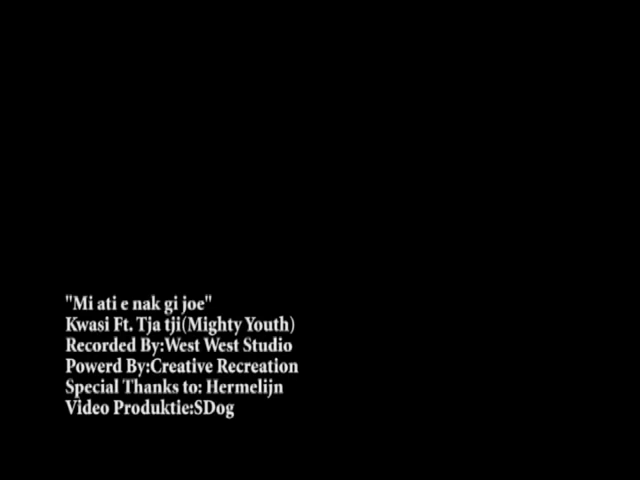 "Mi ati e nak gi joe"
Kwasi Ft. Tja tji(Mighty Youth)
Recorded By:West West Studio
Powerd By:Creative Recreation
Special Thanks to: Hermelijn
Video Produktie:SDog